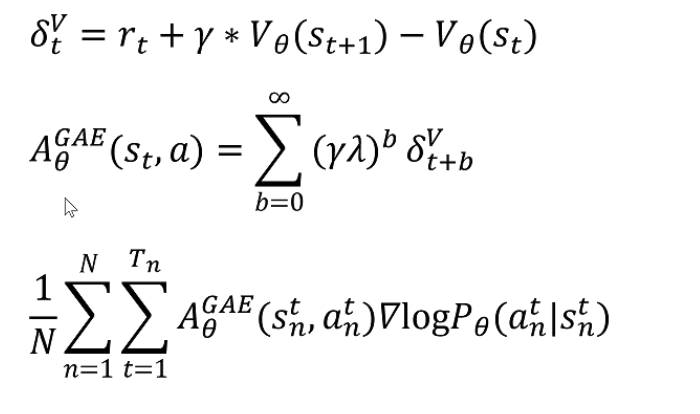 δ_t^V = r_t + γ * V_θ(s_{t+1}) − V_θ(s_t)
A_θ^{GAE}(s_t, a) = ∑_{b=0}^{∞} (γλ)^b δ_{t+b}^V
\frac{1}{N} ∑_{n=1}^{N} ∑_{t=1}^{T_n} A_θ^{GAE}(s_n^t, a_n^t)∇logP_θ(a_n^t|s_n^t)